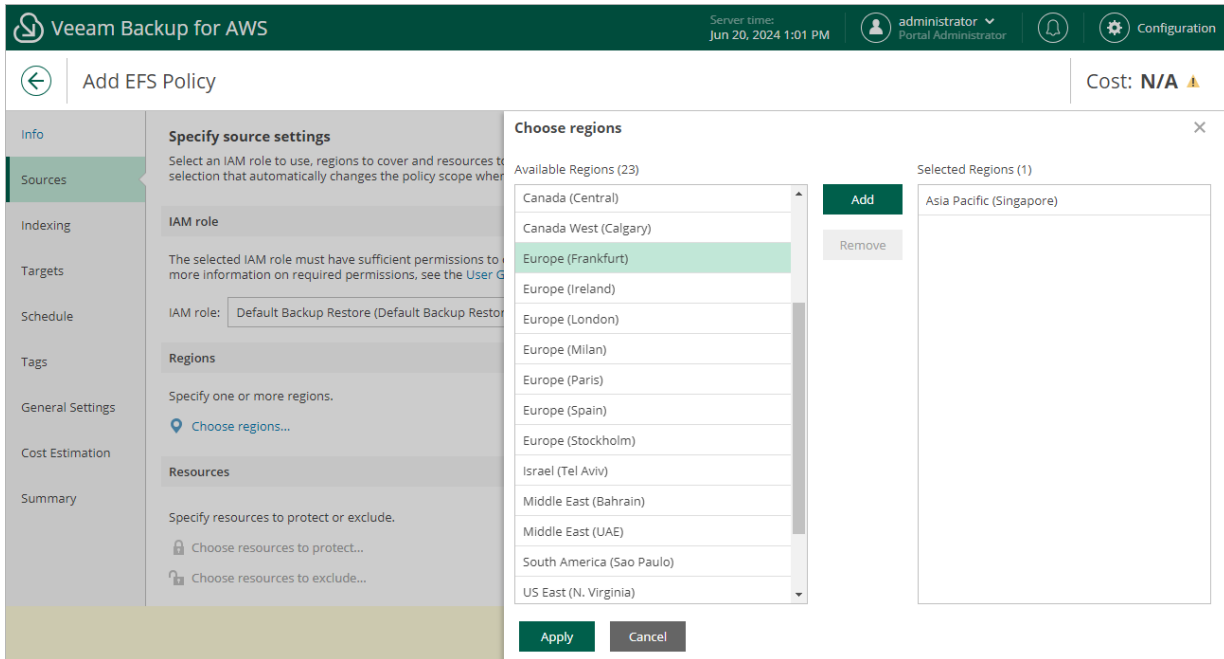 Veeam Backup for AWS
Server time:
Jun 20, 2024 1:01 PM
administrator
Portal Administrator
Configuration
Add EFS Policy
Cost: N/A
Info
Sources
Indexing
Targets
Schedule
Tags
General Settings
Cost Estimation
Summary
Specify source settings
Select an IAM role to use, regions to cover and resources to
selection that automatically changes the policy scope
IAM role
The selected IAM role must have sufficient permissions to
more information on required permissions, see the User
IAM role: Default Backup Restore (Default Backup
Regions
Specify one or more regions.
Choose regions...
Resources
Specify resources to protect or exclude.
Choose resources to protect...
Choose resources to exclude...
Choose regions
Available Regions (23)
Canada (Central)
Canada West (Calgary)
Europe (Frankfurt)
Europe (Ireland)
Europe (London)
Europe (Milan)
Europe (Paris)
Europe (Spain)
Europe (Stockholm)
Israel (Tel Aviv)
Middle East (Bahrain)
Middle East (UAE)
South America (Sao Paulo)
US East (N. Virginia)
Add
Remove
Selected Regions (1)
Asia Pacific (Singapore)
Apply
Cancel